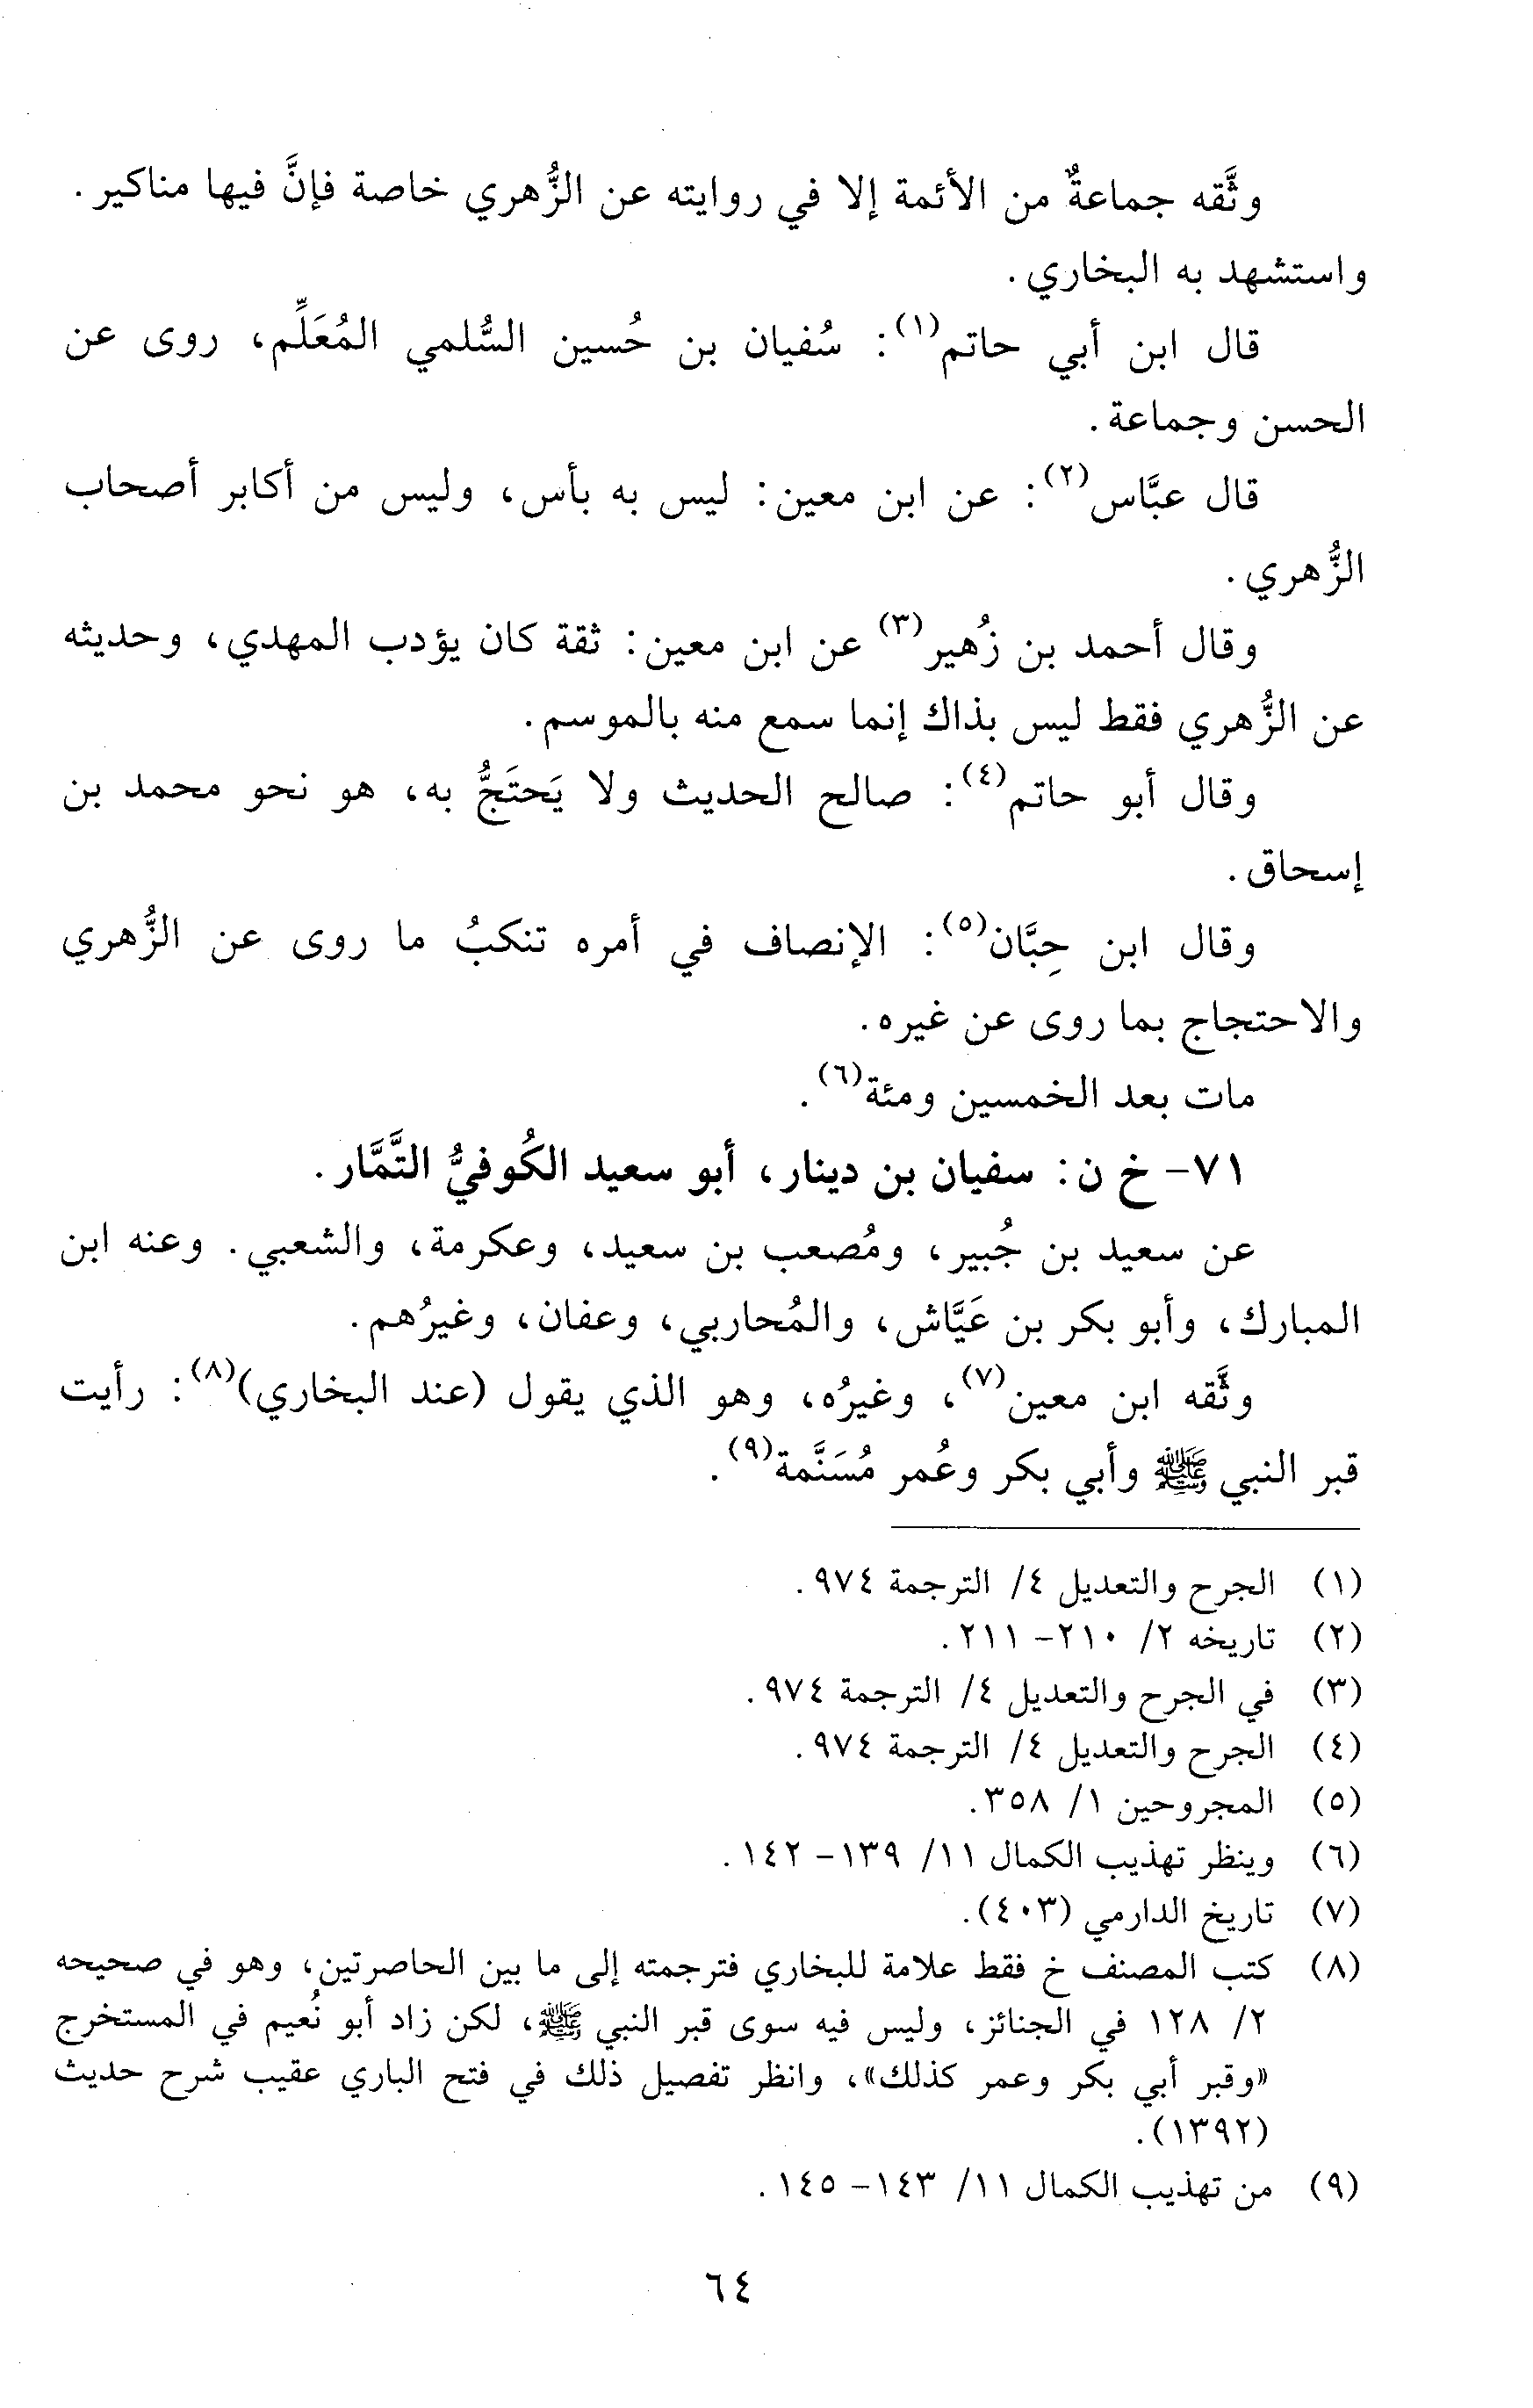 وثَّقه جماعةٌ من الأئمة إلا في روايته عن الزُّهري خاصة فإنَّ فيها مناكير.
واستشهد به البخاري.
قال ابن أبي حاتم(١): سُفيان بن حُسين السُّلمي المُعَلِّم، روى عن
الحسن وجماعة.
قال عبَّاس(٢): عن ابن معين: ليس به بأس، وليس من أكابر أصحاب
الزُّهري.
وقال أحمد بن زُهير(٣) عن ابن معين: ثقة كان يؤدب المهدي، وحديثه
عن الزُّهري فقط ليس بذاك إنما سمع منه بالموسم.
وقال أبو حاتم(٤): صالح الحديث ولا يَحتَجُّ به، هو نحو محمد بن
إسحاق.
وقال ابن حِبَّان(٥): الإنصاف في أمره تنكبُ ما روى عن الزُّهري
والاحتجاج بما روى عن غيره.
مات بعد الخمسين ومئة(٦).
٧١- خ ن: سفيان بن دينار، أبو سعيد الكُوفيُّ التَّمَّار.
عن سعيد بن جُبير، ومُصعب بن سعيد، وعكرمة، والشعبي. وعنه ابن
المبارك، وأبو بكر بن عَيَّاش، والمُحاربي، وعفان، وغيرُهم.
وثَّقه ابن معين(٧)، وغيرُه، وهو الذي يقول (عند البخاري)(٨): رأيت
قبر النبي ﷺ وأبي بكر وعُمر مُسَنَّمة(٩).
(١) الجرح والتعديل ٤/ الترجمة ٩٧٤.
(٢) تاريخه ٢/ ٢١٠- ٢١١.
(٣) في الجرح والتعديل ٤/ الترجمة ٩٧٤.
(٤) الجرح والتعديل ٤/ الترجمة ٩٧٤.
(٥) المجروحين ١/ ٣٥٨.
(٦) وينظر تهذيب الكمال ١١/ ١٣٩- ١٤٢.
(٧) تاريخ الدارمي (٤٠٣).
(٨) كتب المصنف خ فقط علامة للبخاري فترجمته إلى ما بين الحاصرتين، وهو في صحيحه
٢/ ١٢٨ في الجنائز، وليس فيه سوى قبر النبي ﷺ، لكن زاد أبو نُعيم في المستخرج
«وقبر أبي بكر وعمر كذلك»، وانظر تفصيل ذلك في فتح الباري عقيب شرح حديث
(١٣٩٢).
(٩) من تهذيب الكمال ١١/ ١٤٣- ١٤٥.
٦٤